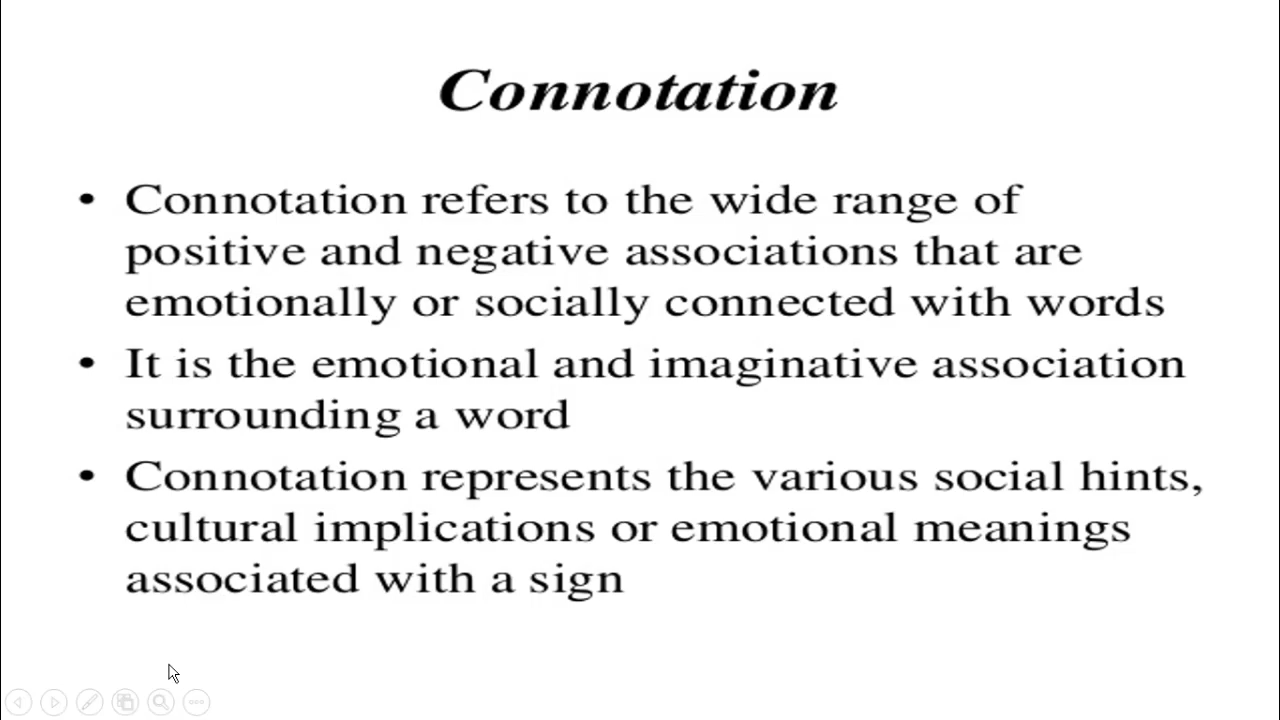 Connotation
• Connotation refers to the wide range of
positive and negative associations that are
emotionally or socially connected with words
• It is the emotional and imaginative association
surrounding a word
• Connotation represents the various social hints,
cultural implications or emotional meanings
associated with a sign